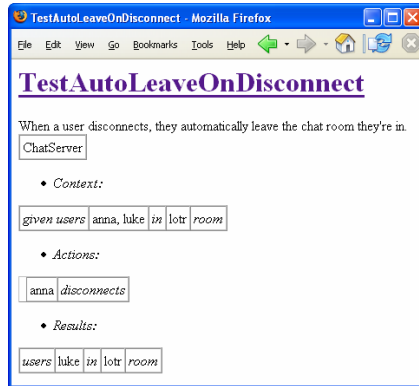 TestAutoLeaveOnDisconnect - Mozilla Firefox
File Edit View Go Bookmarks Tools Help
TestAutoLeaveOnDisconnect
When a user disconnects, they automatically leave the chat room they're in.
ChatServer
• Context:
given users anna, luke in lotr room
• Actions:
anna disconnects
• Results:
users luke in lotr room